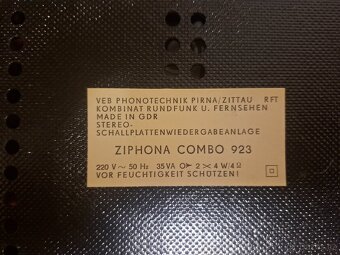 VEB PHONOTECHNIK PIRNA/ZITTAU RFT
KOMBINAT RUNDFUNK U. FERNSEHEN
MADE IN GDR
STEREO-
SCHALLPLATTENWIEDERGABEANLAGE
ZIPHONA COMBO 923
220 V ~ 50 Hz 35 VA 2 × 4 W/4 Ω
VOR FEUCHTIGKEIT SCHÜTZEN!